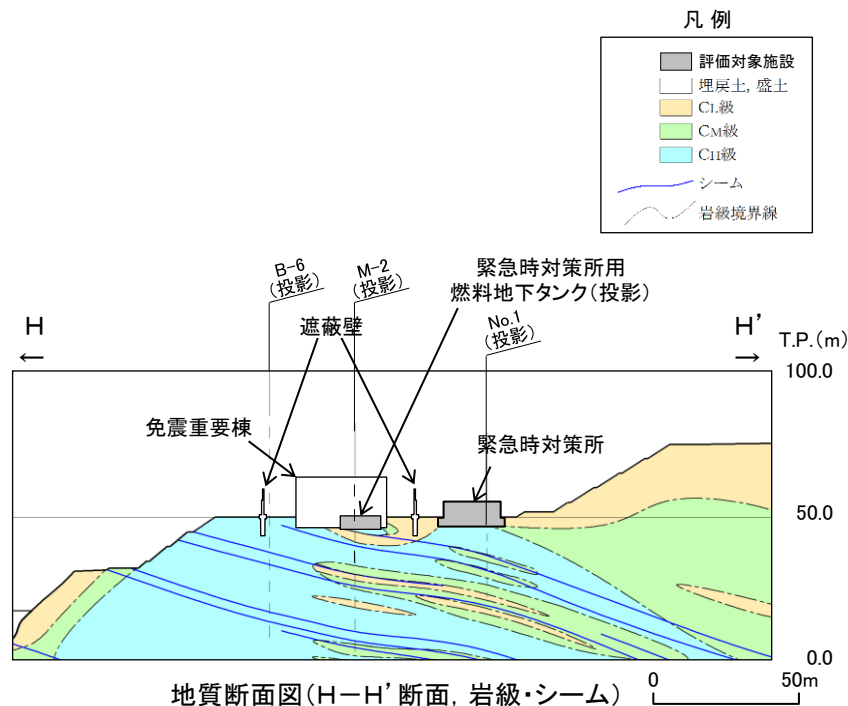 凡 例
評価対象施設
埋戻土, 盛土
CL級
CM級
CH級
シーム
岩級境界線
B-6
(投影)
M-2
(投影)
緊急時対策所用
燃料地下タンク(投影)
No.1
(投影)
遮蔽壁
H
H'
T.P.(m)
100.0
免震重要棟
緊急時対策所
50.0
0.0
地質断面図(H-H'断面, 岩級・シーム)
0
50m